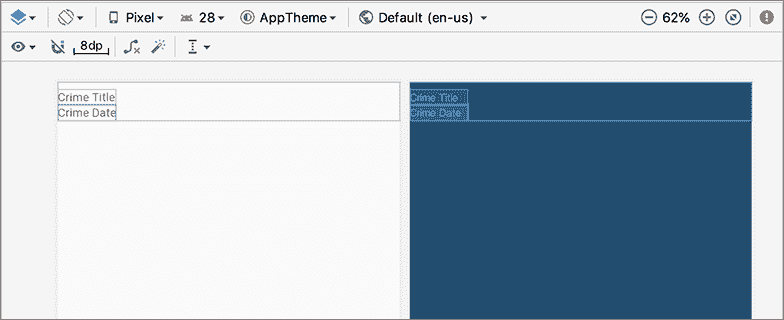 Pixel 28 AppTheme Default (en-us) 62%
8dp
Crime Title Crime Title
Crime Date Crime Date